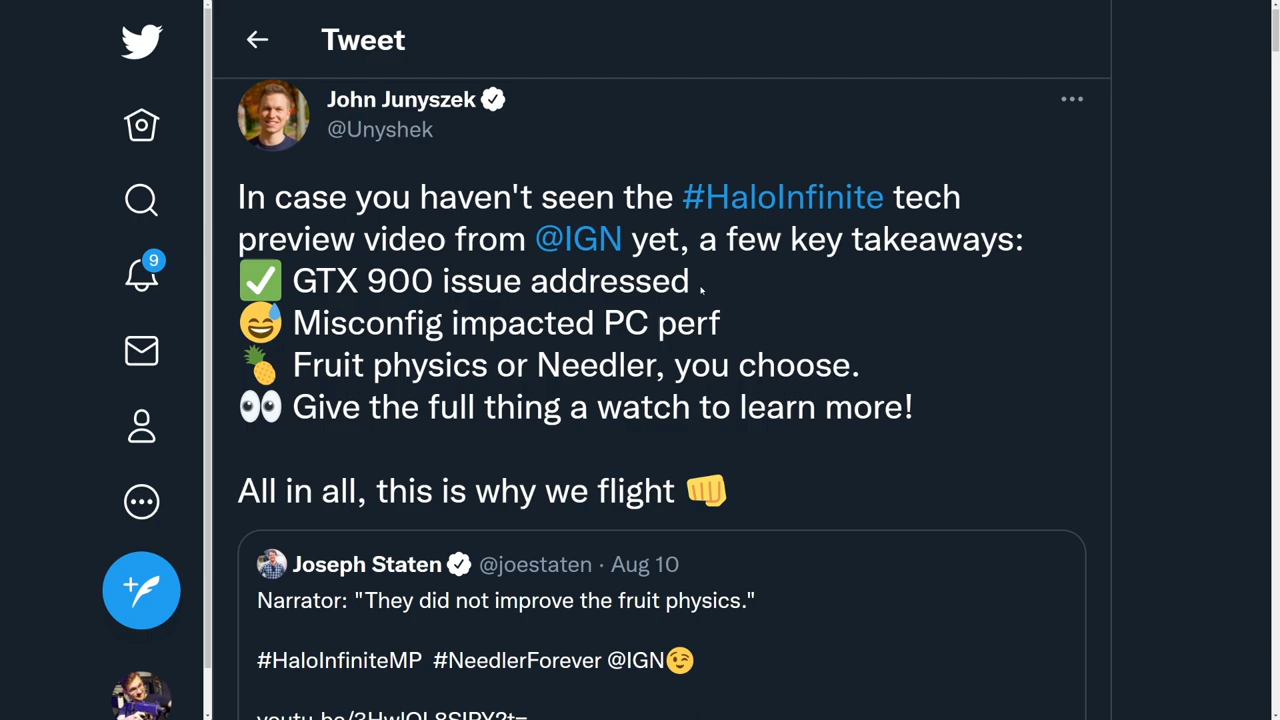 Tweet
John Junyszek
@Unyshek
In case you haven't seen the #HaloInfinite tech
preview video from @IGN yet, a few key takeaways:
✅ GTX 900 issue addressed
😅 Misconfig impacted PC perf
🍍 Fruit physics or Needler, you choose.
👀 Give the full thing a watch to learn more!
All in all, this is why we flight 👊
Joseph Staten @joestaten · Aug 10
Narrator: "They did not improve the fruit physics."
#HaloInfiniteMP #NeedlerForever @IGN😉
9